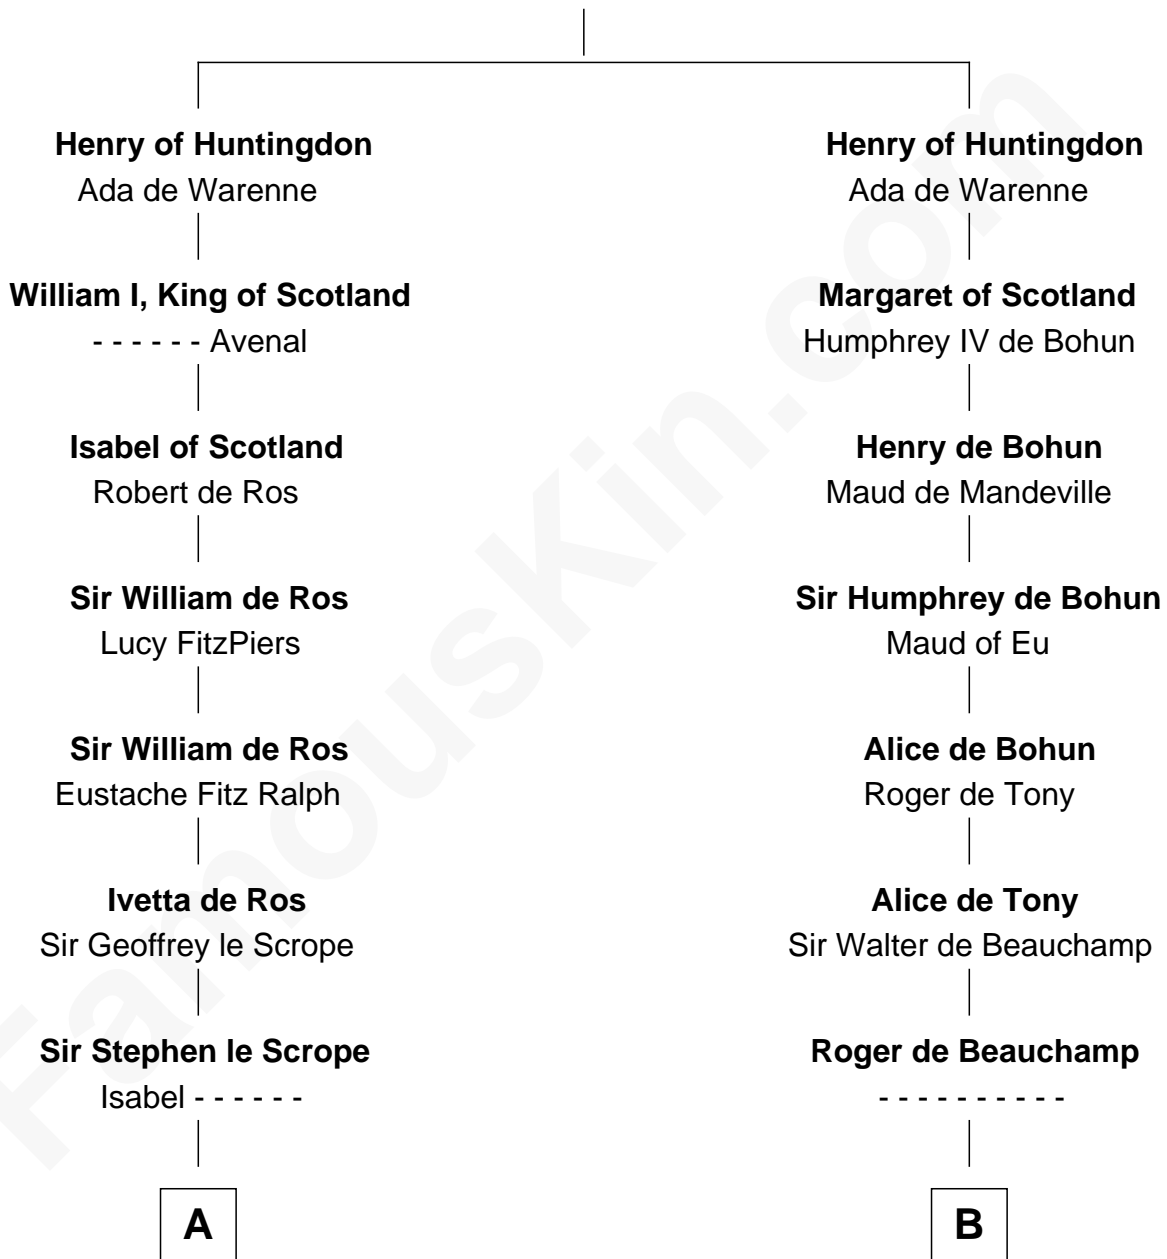 Henry of Huntingdon
Ada de Warenne
William I, King of Scotland
- - - - - - Avenal
Isabel of Scotland
Robert de Ros
Sir William de Ros
Lucy FitzPiers
Sir William de Ros
Eustache Fitz Ralph
Ivetta de Ros
Sir Geoffrey le Scrope
Sir Stephen le Scrope
Isabel - - - - - -
A
Henry of Huntingdon
Ada de Warenne
Margaret of Scotland
Humphrey IV de Bohun
Henry de Bohun
Maud de Mandeville
Sir Humphrey de Bohun
Maud of Eu
Alice de Bohun
Roger de Tony
Alice de Tony
Sir Walter de Beauchamp
Roger de Beauchamp
- - - - - - - - - -
B
FamousKin.com